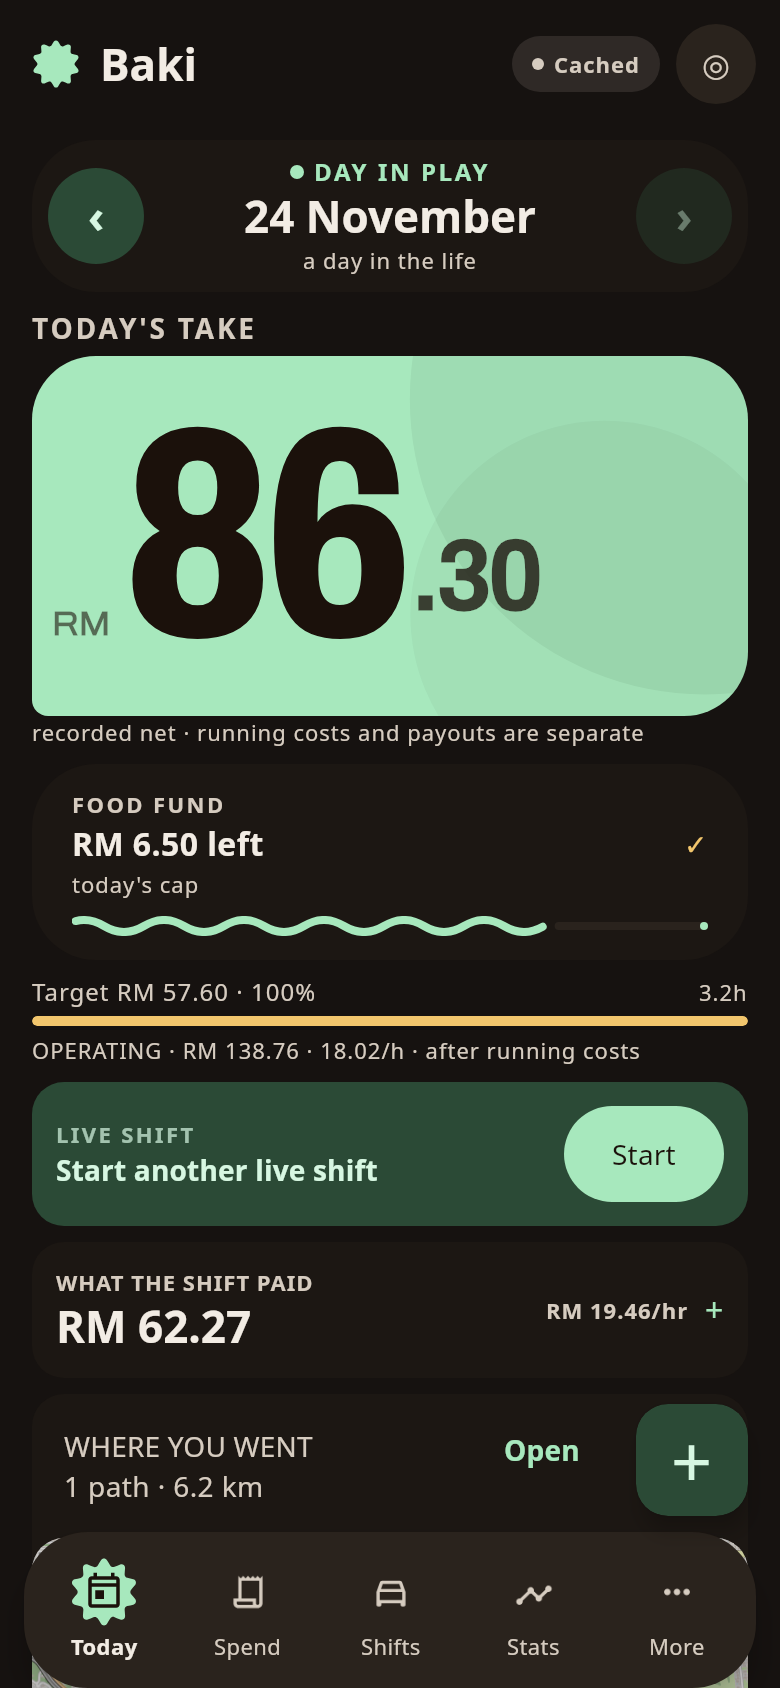 Baki
Cached
DAY IN PLAY
24 November
a day in the life
TODAY'S TAKE
RM 86.30
recorded net · running costs and payouts are separate
FOOD FUND
RM 6.50 left
today's cap
Target RM 57.60 · 100% 3.2h
OPERATING · RM 138.76 · 18.02/h · after running costs
LIVE SHIFT
Start another live shift
Start
WHAT THE SHIFT PAID
RM 62.27
RM 19.46/hr +
WHERE YOU WENT
1 path · 6.2 km
Open
+
Today Spend Shifts Stats More